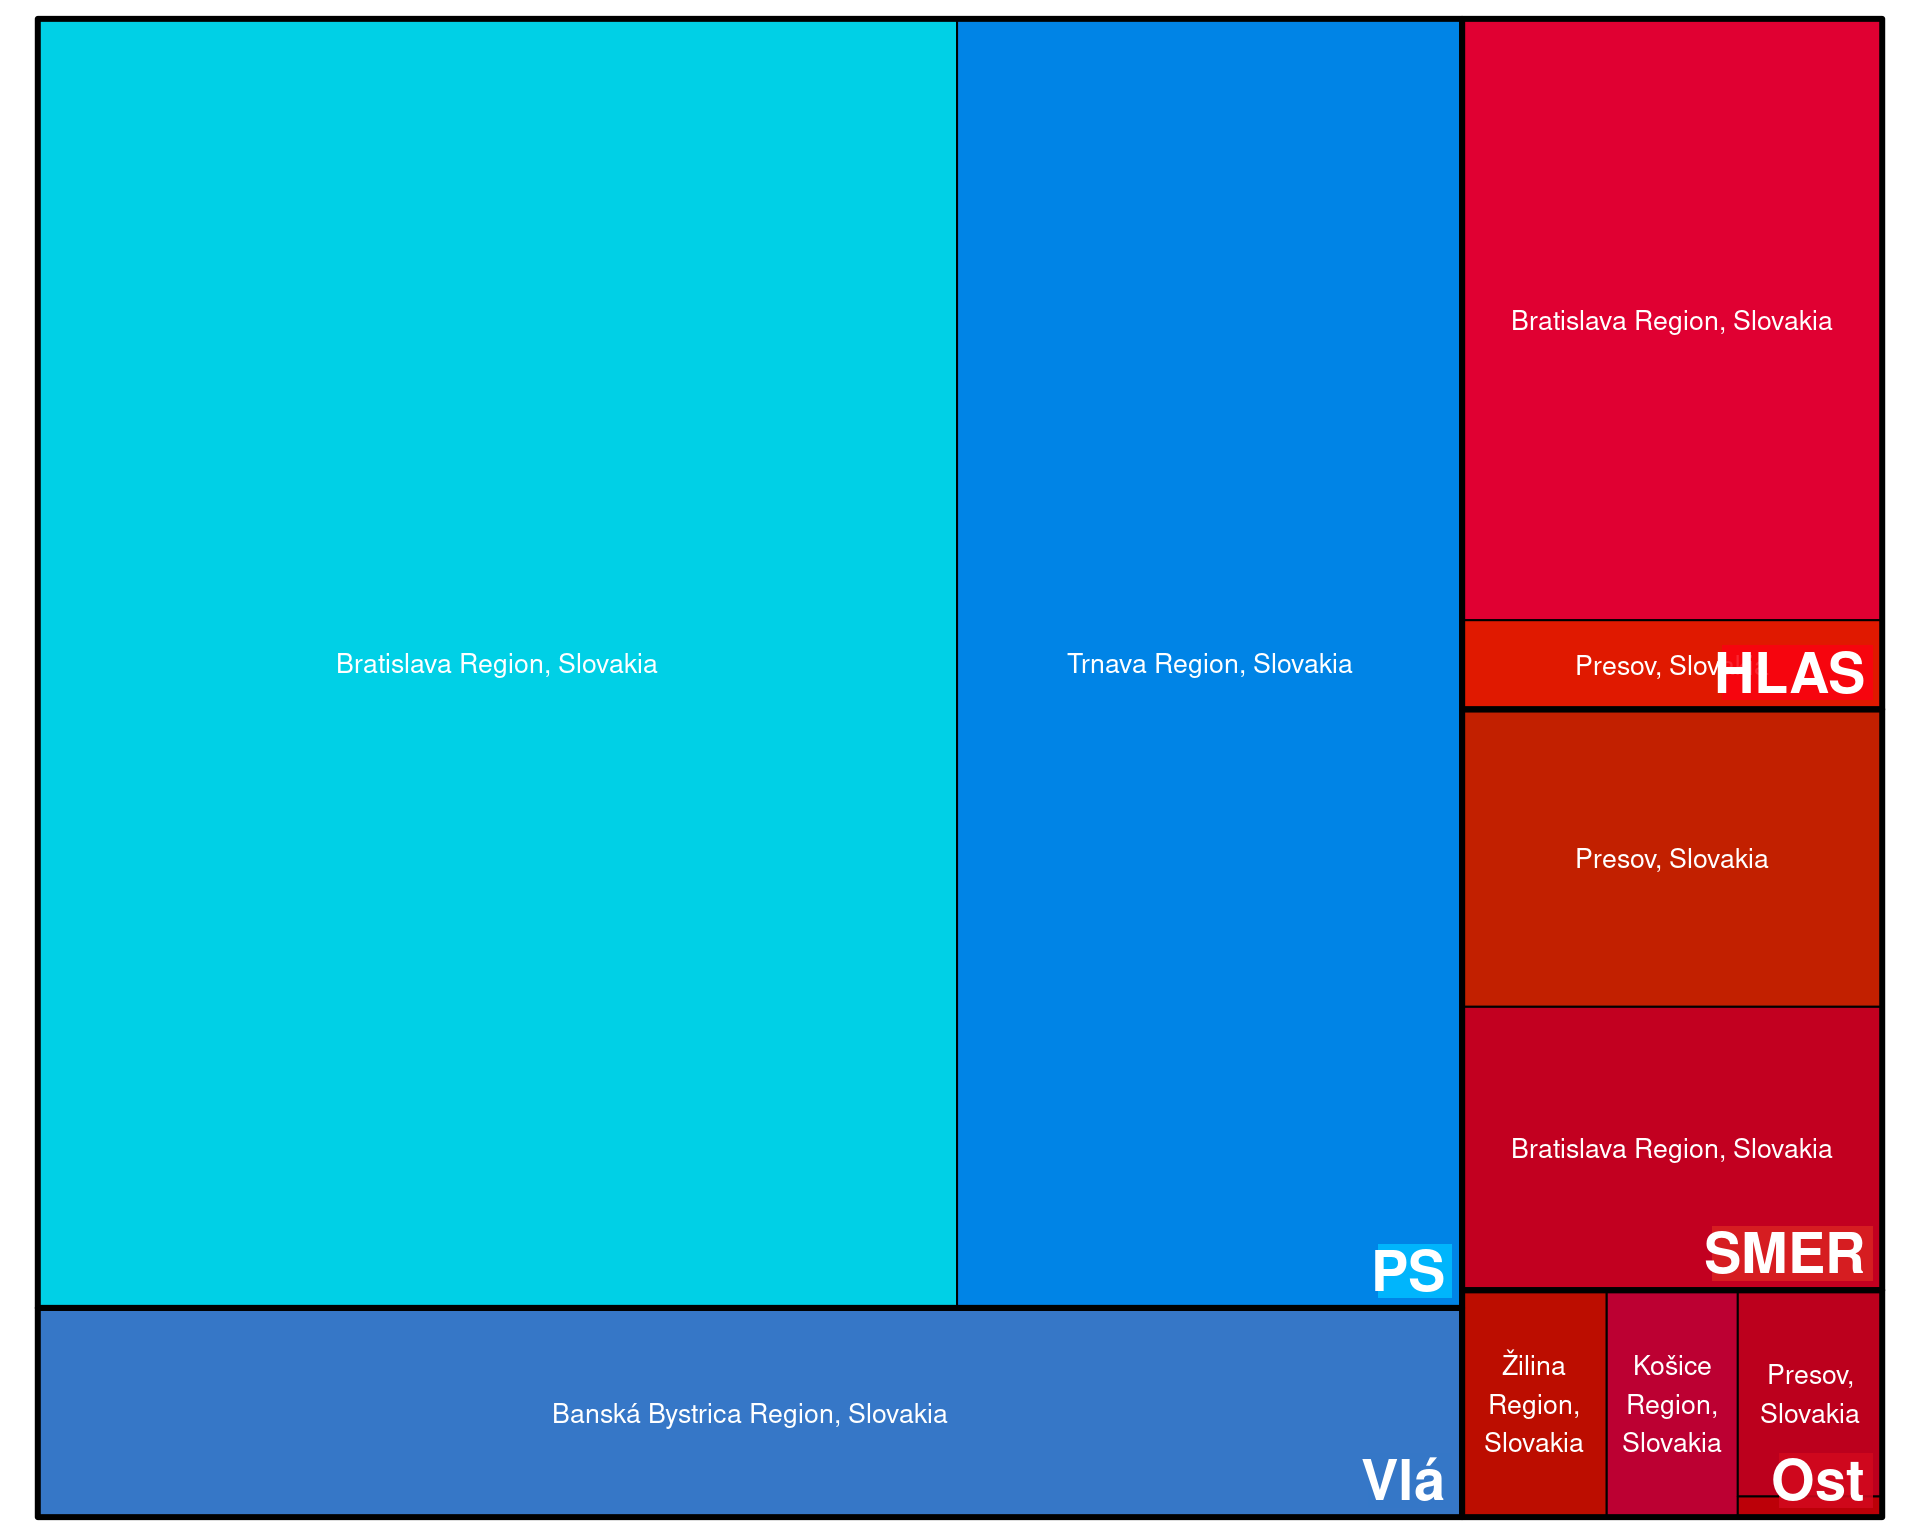 Bratislava Region, Slovakia
Trnava Region, Slovakia
PS
Banská Bystrica Region, Slovakia
Vlá
Bratislava Region, Slovakia
Presov,
HLAS
Presov, Slovakia
Bratislava Region, Slovakia
SMER
Žilina
Region,
Slovakia
Košice
Region,
Slovakia
Presov,
Slovakia
Ost